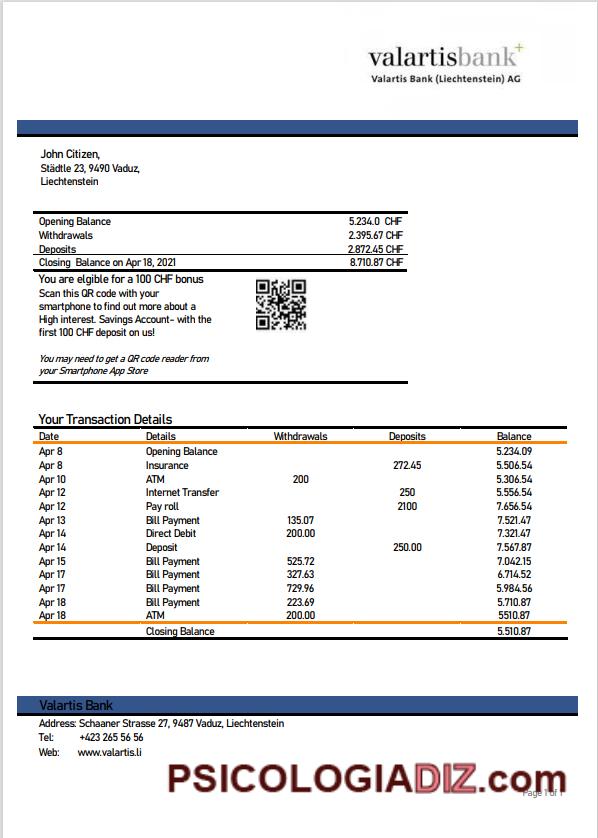 valartisbank+
Valartis Bank (Liechtenstein) AG
John Citizen,
Städtle 23, 9490 Vaduz,
Liechtenstein
Opening Balance 5.234.0 CHF
Withdrawals 2.395.67 CHF
Deposits 2.872.45 CHF
Closing Balance on Apr 18, 2021 8.710.87 CHF
You are elgible for a 100 CHF bonus
Scan this QR code with your
smartphone to find out more about a
High interest. Savings Account- with the
first 100 CHF deposit on us!
You may need to get a QR code reader from
your Smartphone App Store
Your Transaction Details
Date Details Withdrawals Deposits Balance
Apr 8 Opening Balance 5.234.09
Apr 8 Insurance 272.45 5.506.54
Apr 10 ATM 200 5.306.54
Apr 12 Internet Transfer 250 5.556.54
Apr 12 Pay roll 2100 7.656.54
Apr 13 Bill Payment 135.07 7.521.47
Apr 14 Direct Debit 200.00 7.321.47
Apr 14 Deposit 250.00 7.567.87
Apr 15 Bill Payment 525.72 7.042.15
Apr 17 Bill Payment 327.63 6.714.52
Apr 17 Bill Payment 729.96 5.984.56
Apr 18 Bill Payment 223.69 5.710.87
Apr 18 ATM 200.00 5510.87
Closing Balance 5.510.87
Valartis Bank
Address: Schaaner Strasse 27, 9487 Vaduz, Liechtenstein
Tel: +423 265 56 56
Web: www.valartis.li
PSICOLOGIADIZ.com
Page 1 of 1